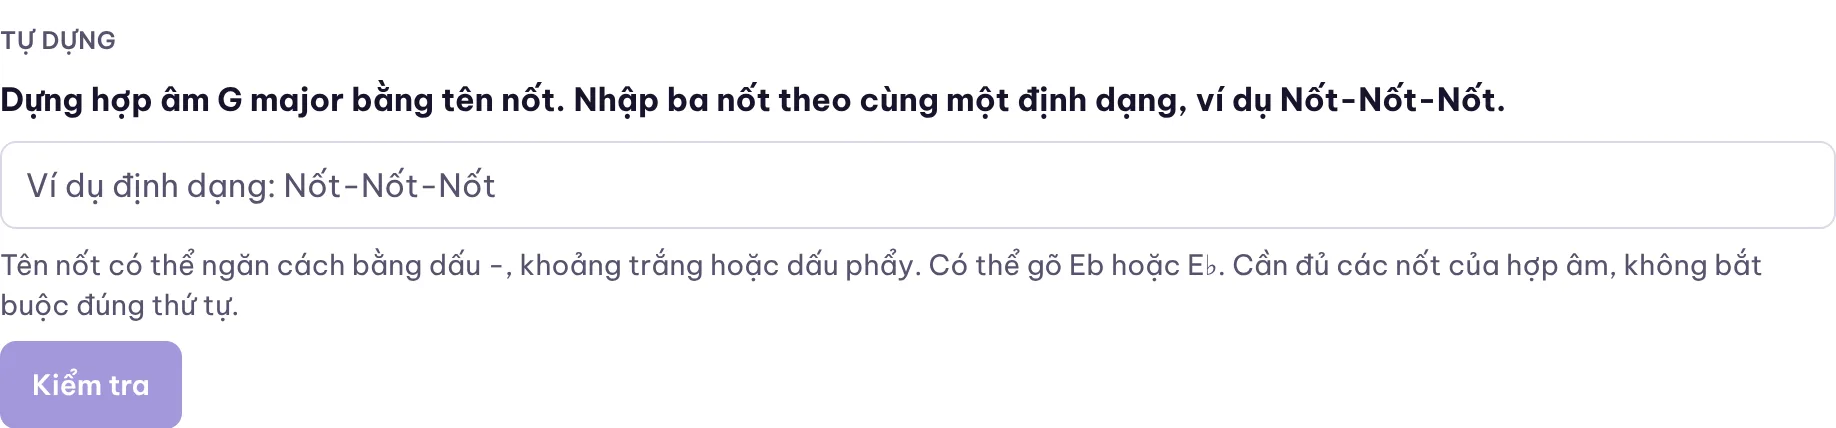 TỰ DỰNG
Dựng hợp âm G major bằng tên nốt. Nhập ba nốt theo cùng một định dạng, ví dụ Nốt-Nốt-Nốt.
Ví dụ định dạng: Nốt-Nốt-Nốt
Tên nốt có thể ngăn cách bằng dấu -, khoảng trắng hoặc dấu phẩy. Có thể gõ Eb hoặc E♭. Cần đủ các nốt của hợp âm, không bắt
buộc đúng thứ tự.
Kiểm tra